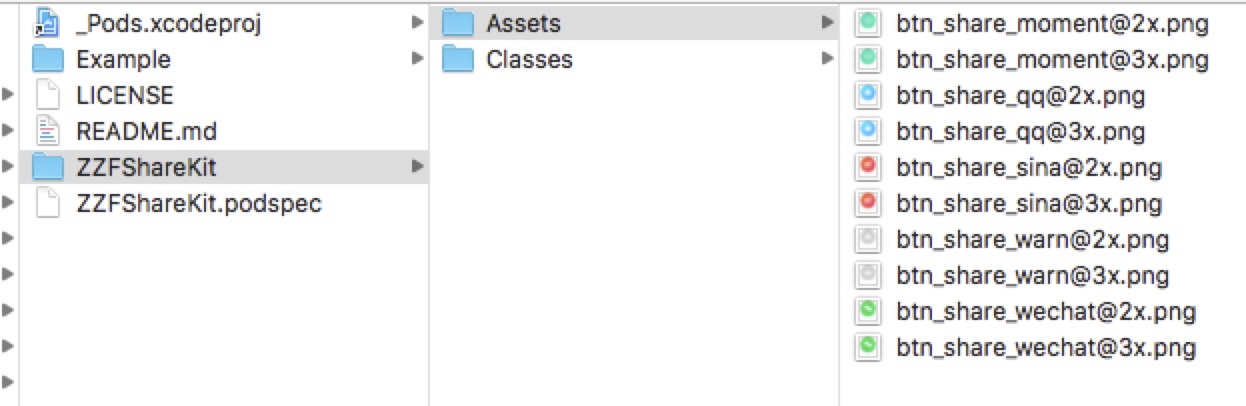 _Pods.xcodeproj
Example
LICENSE
README.md
ZZFShareKit
ZZFShareKit.podspec
Assets
Classes
btn_share_moment@2x.png
btn_share_moment@3x.png
btn_share_qq@2x.png
btn_share_qq@3x.png
btn_share_sina@2x.png
btn_share_sina@3x.png
btn_share_warn@2x.png
btn_share_warn@3x.png
btn_share_wechat@2x.png
btn_share_wechat@3x.png